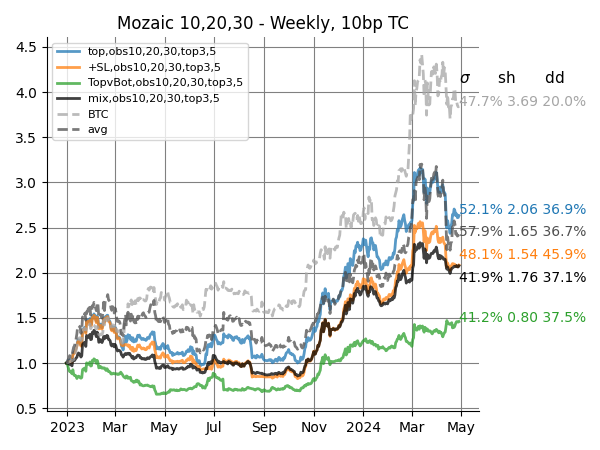 Mozaic 10,20,30 - Weekly, 10bp TC
4.5
4.0
3.5
3.0
2.5
2.0
1.5
1.0
0.5
top,obs10,20,30,top3,5
+SL,obs10,20,30,top3,5
TopvBot,obs10,20,30,top3,5
mix,obs10,20,30,top3,5
BTC
avg
σ sh dd
47.7% 3.69 20.0%
52.1% 2.06 36.9%
57.9% 1.65 36.7%
48.1% 1.54 45.9%
41.9% 1.76 37.1%
41.2% 0.80 37.5%
2023 Mar May Jul Sep Nov 2024 Mar May